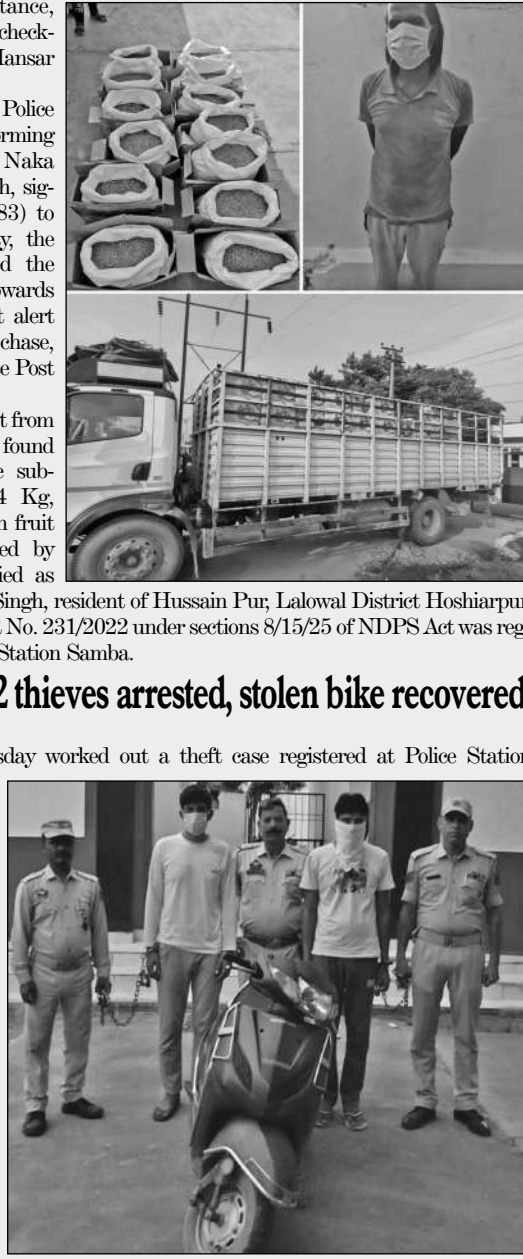 tance,
check-
Mansar
Police
orming
Naka
h, sig-
83) to
y, the
d the
owards
t alert
chase,
e Post
t from
found
e sub-
4 Kg,
n fruit
ed by
ied as
Singh, resident of Hussain Pur, Lalowal District Hoshiarpur
No. 231/2022 under sections 8/15/25 of NDPS Act was reg
Station Samba.
2 thieves arrested, stolen bike recovered
sday worked out a theft case registered at Police Station